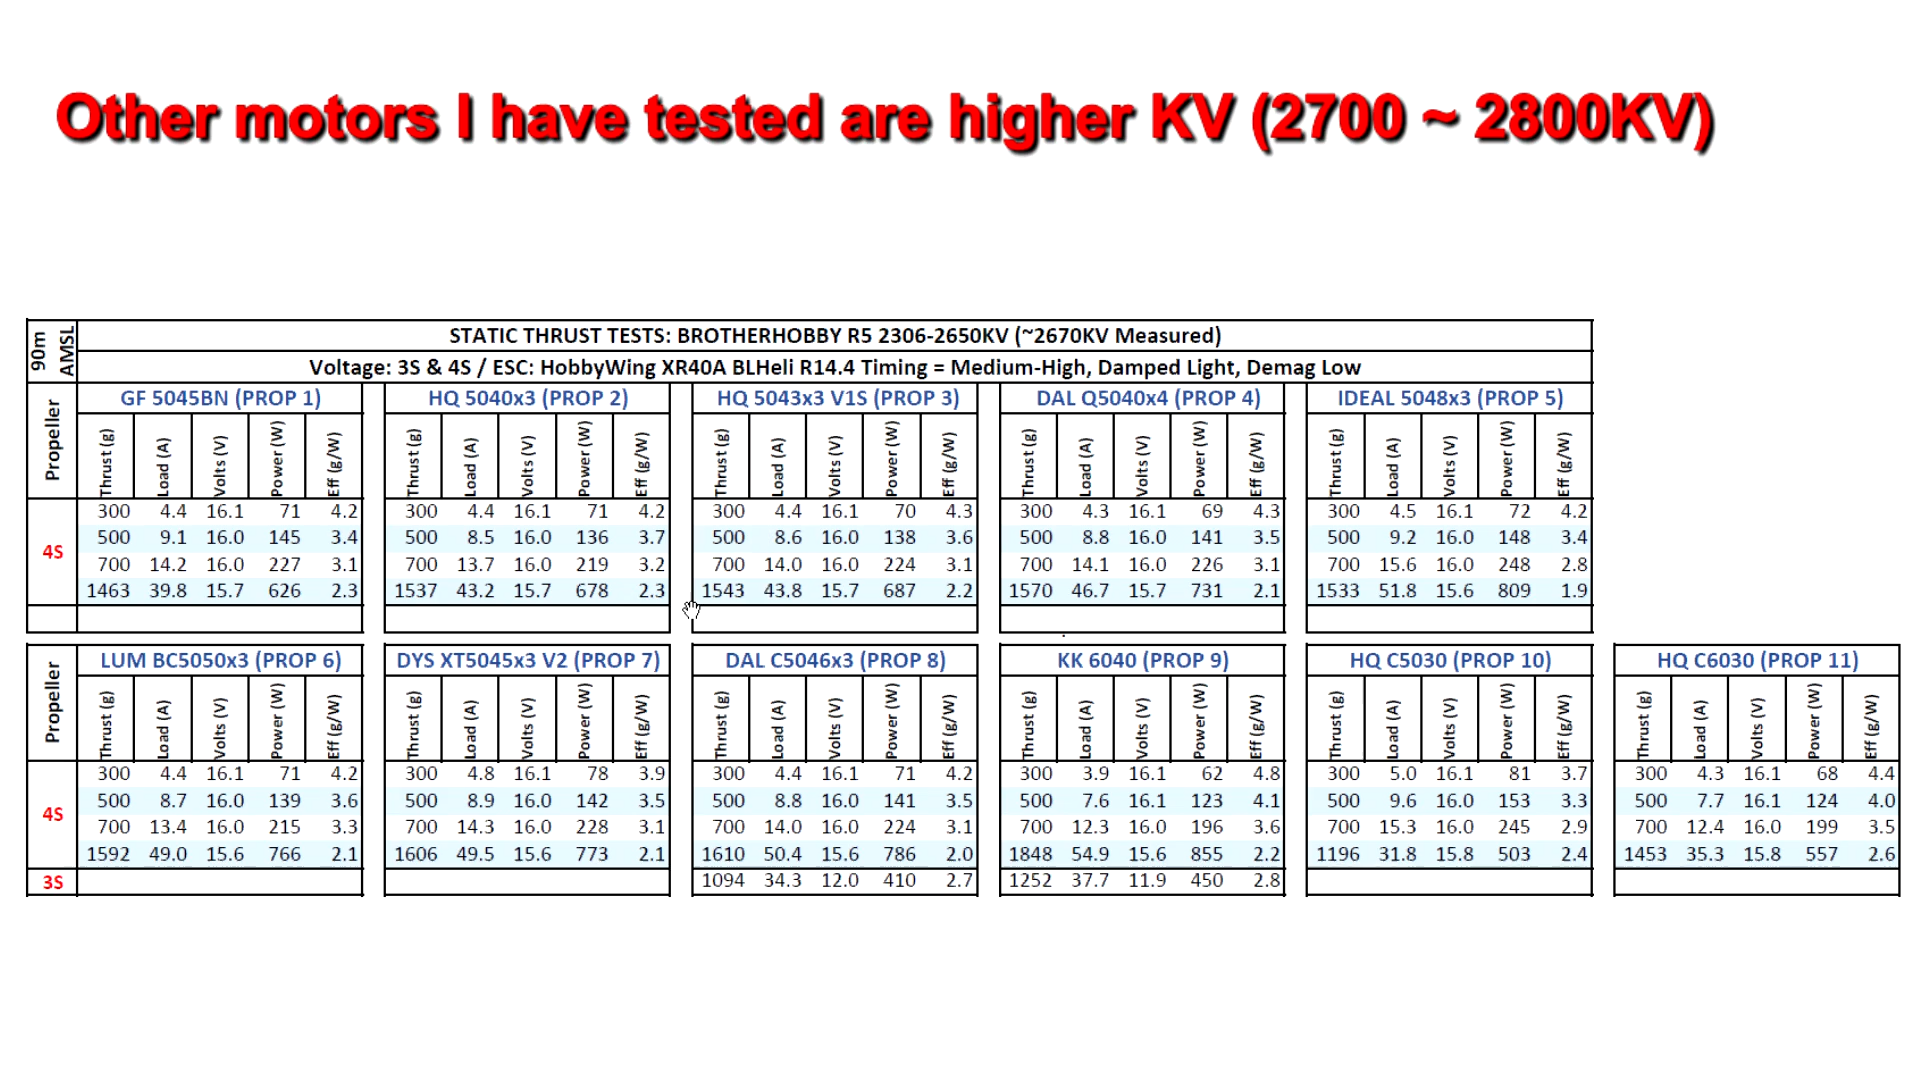 Other motors I have tested are higher KV (2700 ~ 2800KV)
90m AMSL
STATIC THRUST TESTS: BROTHERHOBBY R5 2306-2650KV (~2670KV Measured)
Voltage: 3S & 4S / ESC: HobbyWing XR40A BLHeli R14.4 Timing = Medium-High, Damped Light, Demag Low
Propeller GF 5045BN (PROP 1) HQ 5040x3 (PROP 2) HQ 5043x3 V1S (PROP 3) DAL Q5040x4 (PROP 4) IDEAL 5048x3 (PROP 5)
Thrust (g) Load (A) Volts (V) Power (W) Eff (g/W) Thrust (g) Load (A) Volts (V) Power (W) Eff (g/W) Thrust (g) Load (A) Volts (V) Power (W) Eff (g/W) Thrust (g) Load (A) Volts (V) Power (W) Eff (g/W) Thrust (g) Load (A) Volts (V) Power (W) Eff (g/W)
4S
300 4.4 16.1 71 4.2 300 4.4 16.1 71 4.2 300 4.4 16.1 70 4.3 300 4.3 16.1 69 4.3 300 4.5 16.1 72 4.2
500 9.1 16.0 145 3.4 500 8.5 16.0 136 3.7 500 8.6 16.0 138 3.6 500 8.8 16.0 141 3.5 500 9.2 16.0 148 3.4
700 14.2 16.0 227 3.1 700 13.7 16.0 219 3.2 700 14.0 16.0 224 3.1 700 14.1 16.0 226 3.1 700 15.6 16.0 248 2.8
1463 39.8 15.7 626 2.3 1537 43.2 15.7 678 2.3 1543 43.8 15.7 687 2.2 1570 46.7 15.7 731 2.1 1533 51.8 15.6 809 1.9
Propeller LUM BC5050x3 (PROP 6) DYS XT5045x3 V2 (PROP 7) DAL C5046x3 (PROP 8) KK 6040 (PROP 9) HQ C5030 (PROP 10) HQ C6030 (PROP 11)
Thrust (g) Load (A) Volts (V) Power (W) Eff (g/W) Thrust (g) Load (A) Volts (V) Power (W) Eff (g/W) Thrust (g) Load (A) Volts (V) Power (W) Eff (g/W) Thrust (g) Load (A) Volts (V) Power (W) Eff (g/W) Thrust (g) Load (A) Volts (V) Power (W) Eff (g/W) Thrust (g) Load (A) Volts (V) Power (W) Eff (g/W)
4S
300 4.4 16.1 71 4.2 300 4.8 16.1 78 3.9 300 4.4 16.1 71 4.2 300 3.9 16.1 62 4.8 300 5.0 16.1 81 3.7 300 4.3 16.1 68 4.4
500 8.7 16.0 139 3.6 500 8.9 16.0 142 3.5 500 8.8 16.0 141 3.5 500 7.6 16.1 123 4.1 500 9.6 16.0 153 3.3 500 7.7 16.1 124 4.0
700 13.4 16.0 215 3.3 700 14.3 16.0 228 3.1 700 14.0 16.0 224 3.1 700 12.3 16.0 196 3.6 700 15.3 16.0 245 2.9 700 12.4 16.0 199 3.5
1592 49.0 15.6 766 2.1 1606 49.5 15.6 773 2.1 1610 50.4 15.6 786 2.0 1848 54.9 15.6 855 2.2 1196 31.8 15.8 503 2.4 1453 35.3 15.8 557 2.6
3S 1094 34.3 12.0 410 2.7 1252 37.7 11.9 450 2.8